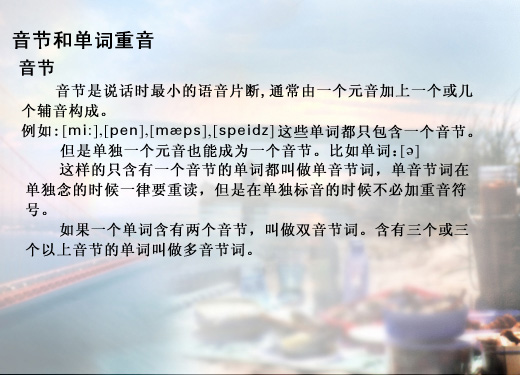 音节和单词重音
音节
音节是说话时最小的语音片断,通常由一个元音加上一个或几
个辅音构成。
例如:[mi:],[pen],[mæps],[speidz]这些单词都只包含一个音节。
但是单独一个元音也能成为一个音节。比如单词:[ə]
这样的只含有一个音节的单词都叫做单音节词，单音节词在
单独念的时候一律要重读，但是在单独标音的时候不必加重音符
号。
如果一个单词含有两个音节，叫做双音节词。含有三个或三
个以上音节的单词叫做多音节词。